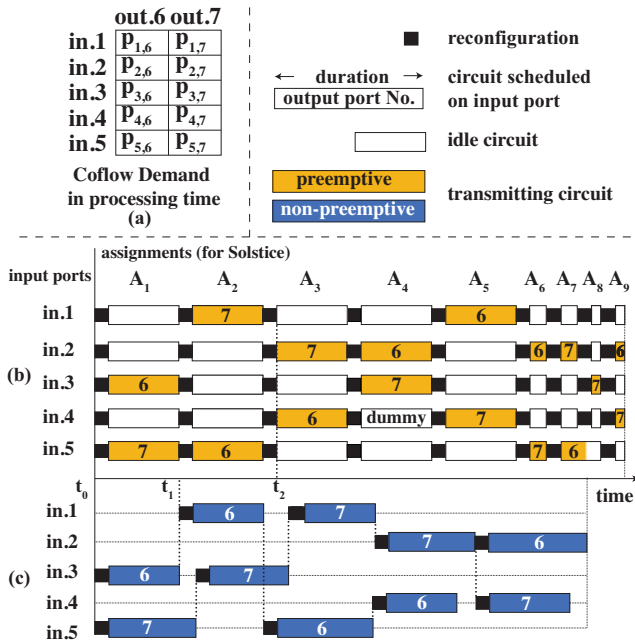 out.6 out.7
in.1 p1,6 p1,7
in.2 p2,6 p2,7
in.3 p3,6 p3,7
in.4 p4,6 p4,7
in.5 p5,6 p5,7
Coflow Demand
in processing time
(a)
reconfiguration
duration
output port No.
circuit scheduled
on input port
idle circuit
preemptive
non-preemptive
transmitting circuit
assignments (for Solstice)
input ports A1 A2 A3 A4 A5 A6 A7 A8 A9
in.1 7 6
in.2 7 6 6 7 6
(b)
in.3 6 7 7
in.4 6 dummy 7 7
in.5 7 6 7 6
t0 t1 t2 time
in.1 6 7
in.2 7 6
(c)
in.3 6 7
in.4 6 7
in.5 7 6